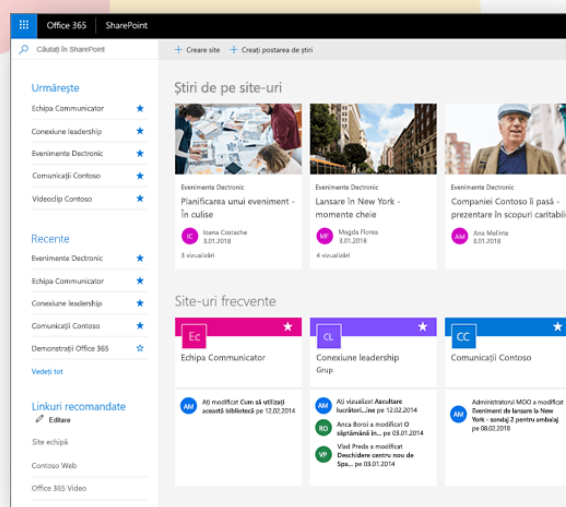 Office 365 SharePoint
Căutați în SharePoint
+ Creare site + Creați postarea de știri
Urmărește
Echipa Communicator
Conexiune leadership
Evenimente Dectronic
Comunicații Contoso
Videoclip Contoso
Recente
Evenimente Dectronic
Echipa Communicator
Conexiune leadership
Comunicații Contoso
Demonstrații Office 365
Vedeți tot
Linkuri recomandate
Editare
Site echipă
Contoso Web
Office 365 Video
Știri de pe site-uri
Evenimente Dectronic
Planificarea unui eveniment -
în culise
IC
Ioana Costache
3.01.2018
3 vizualizări
Evenimente Dectronic
Lansare în New York -
momente cheie
MF
Magda Florea
3.01.2018
4 vizualizări
Evenimente Dectronic
Companiei Contoso îi pasă -
prezentare în scopuri caritabil
AM
Ana Melinta
3.01.2018
Site-uri frecvente
Ec
Echipa Communicator
AM
Ați modificat Cum să utilizați
această bibliotecă pe 12.02.2014
CL
Conexiune leadership
Grup
AM
Ați vizualizat Ascultare
lucrători...ine pe 12.02.2014
RO
Anca Boroi a modificat O
săptămână în... pe 03.01.2014
VP
Vlad Preda a modificat
Deschidere centru nou de
Spa... pe 03.01.2014
CC
Comunicații Contoso
AM
Administratorul MOO a modificat
Eveniment de lansare la New
York - sondaj 2 pentru ambalaj
pe 08.02.2018